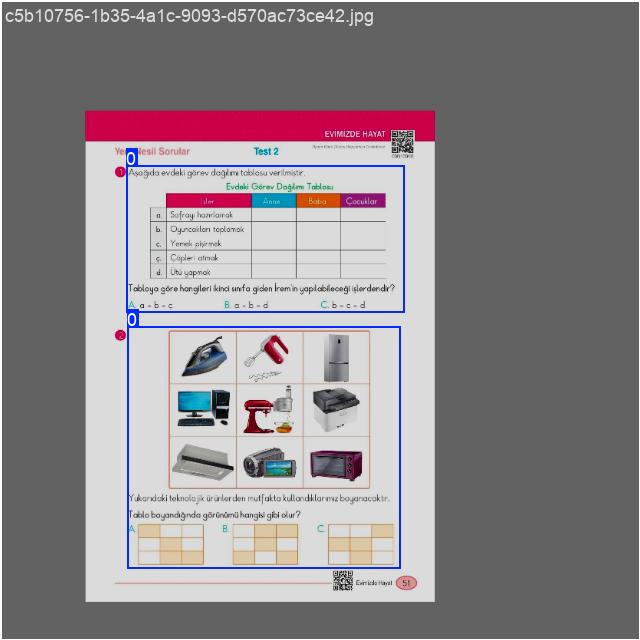 c5b10756-1b35-4a1c-9093-d570ac73ce42.jpg
EVİMİZDE HAYAT
Yeni Nesil Sorular
Test 2
0
1 Aşağıda evdeki görev dağılımı tablosu verilmiştir.
Evdeki Görev Dağılımı Tablosu
İşler Anne Baba Çocuklar
a. Sofrayı hazırlamak
b. Oyuncakları toplamak
c. Yemek pişirmek
ç. Çöpleri atmak
d. Ütü yapmak
Tabloya göre hangileri ikinci sınıfa giden İrem'in yapılabileceği işlerdendir?
A. a - b - ç B. a - b - d C. b - c - d
0
2
Yukarıdaki teknolojik ürünlerden mutfakta kullandıklarımız boyanacaktır.
Tablo boyandığında görünümü hangisi gibi olur?
A. B. C.
Evimizde Hayat 51